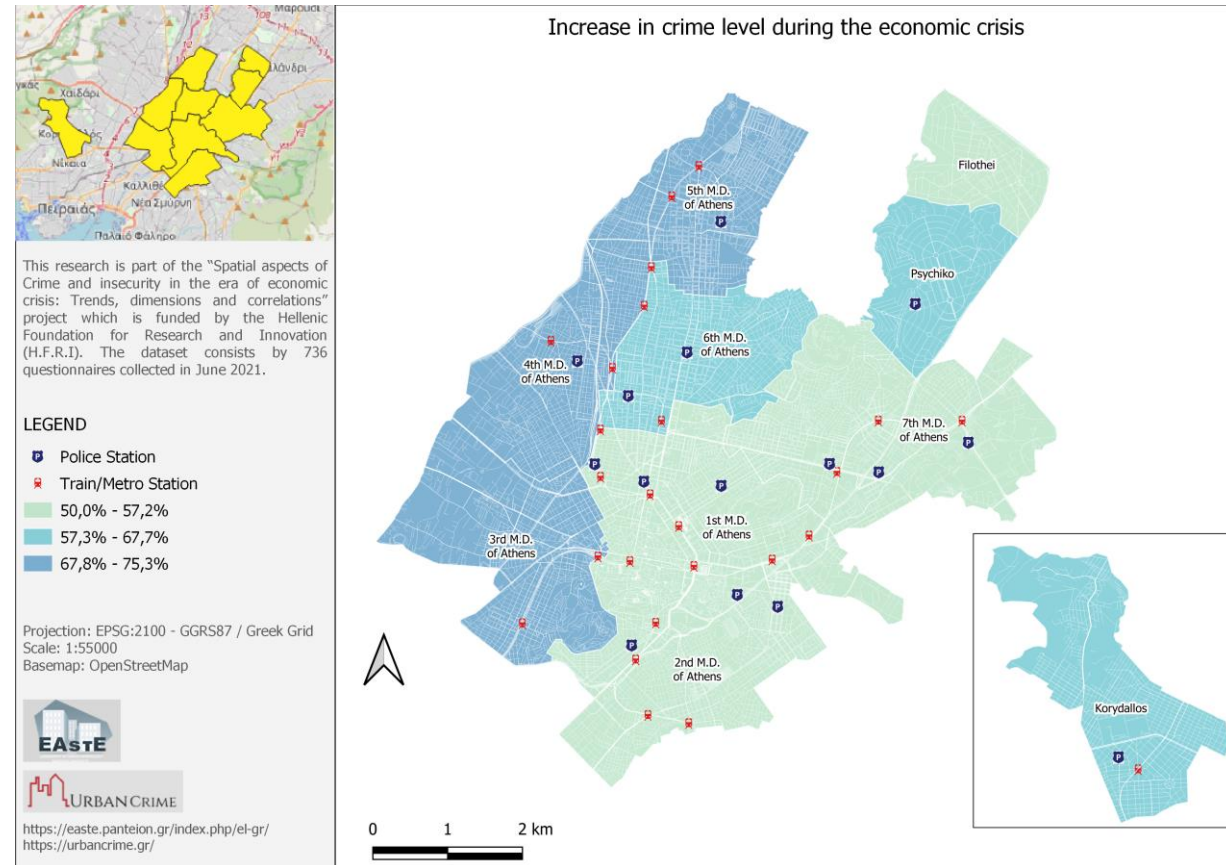 Increase in crime level during the economic crisis
Μαρούσι
Χαϊδάρι
λάνδρι
Νίκαια
Καλλιθέ
Νέα Σμύρνη
Πειραιάς
Παλαιό Φάληρο
This research is part of the “Spatial aspects of
Crime and insecurity in the era of economic
crisis: Trends, dimensions and correlations”
project which is funded by the Hellenic
Foundation for Research and Innovation
(H.F.R.I). The dataset consists by 736
questionnaires collected in June 2021.
LEGEND
Police Station
Train/Metro Station
50,0% - 57,2%
57,3% - 67,7%
67,8% - 75,3%
Projection: EPSG:2100 - GGRS87 / Greek Grid
Scale: 1:55000
Basemap: OpenStreetMap
EASTE
URBANCRIME
https://easte.panteion.gr/index.php/el-gr/
https://urbancrime.gr/
Filothei
5th M.D.
of Athens
Psychiko
6th M.D.
of Athens
4th M.D.
of Athens
7th M.D.
of Athens
1st M.D.
of Athens
3rd M.D.
of Athens
2nd M.D.
of Athens
Korydallos
0 1 2 km